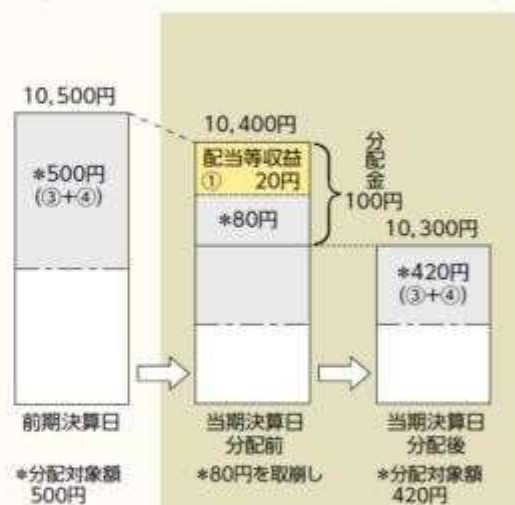 10,500円
*500円
(③+④)
前期決算日
*分配対象額
500円
10,400円
配当等収益
① 20円
*80円
分配金
100円
当期決算日
分配前
*80円を取崩し
10,300円
*420円
(③+④)
当期決算日
分配後
*分配対象額
420円